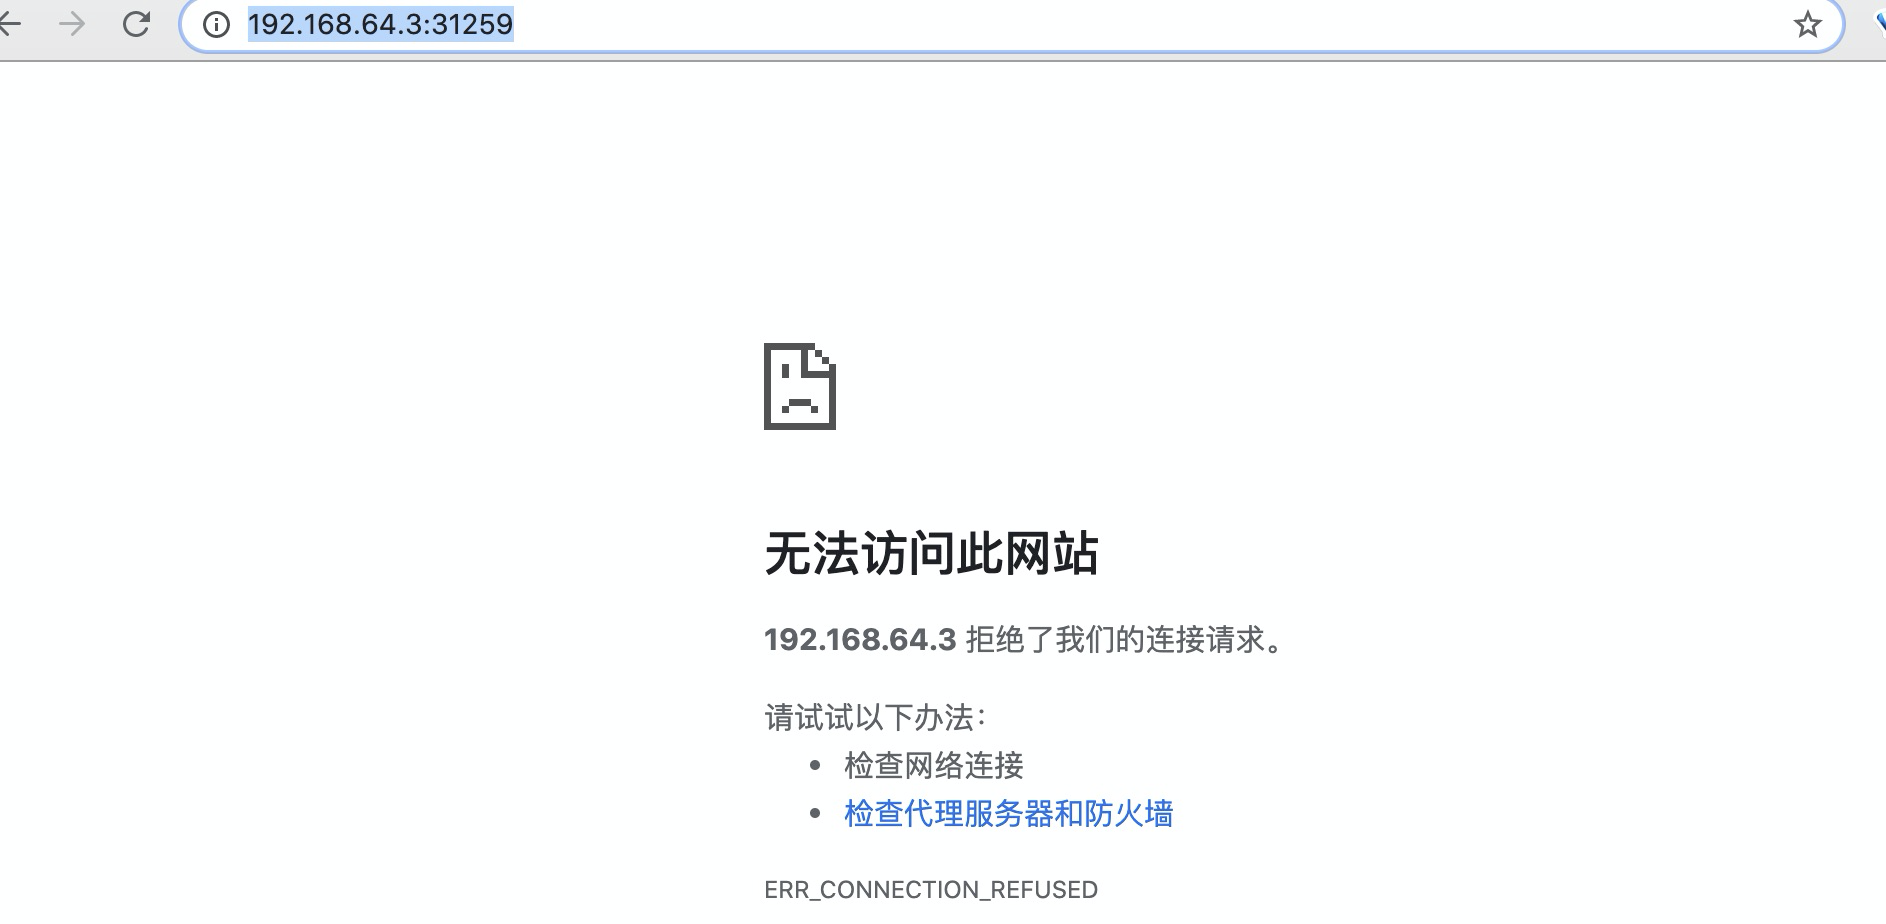 192.168.64.3:31259
无法访问此网站
192.168.64.3 拒绝了我们的连接请求。
请试试以下办法：
• 检查网络连接
• 检查代理服务器和防火墙
ERR_CONNECTION_REFUSED